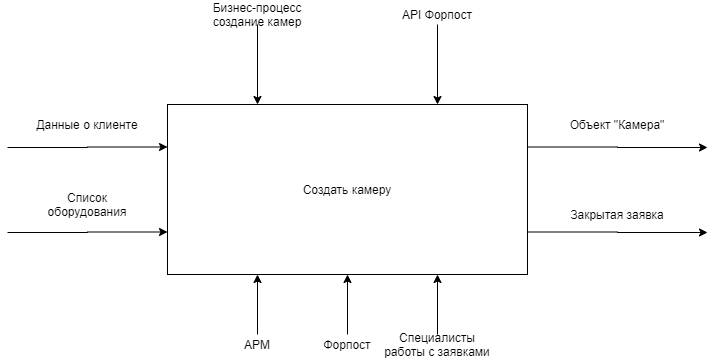 Бизнес-процесс
создание камер
API Форпост
Данные о клиенте
Объект "Камера"
Создать камеру
Список
оборудования
Закрытая заявка
АРМ
Форпост
Специалисты
работы с заявками